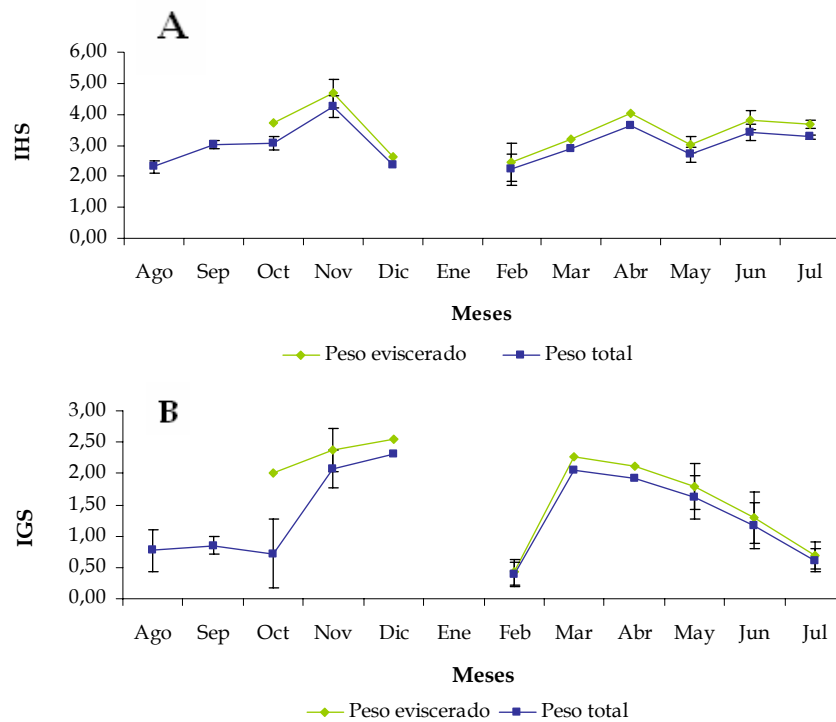 A
6,00
5,00
4,00
3,00
2,00
1,00
0,00
IHS
Ago Sep Oct Nov Dic Ene Feb Mar Abr May Jun Jul
Meses
Peso eviscerado Peso total
B
3,00
2,50
2,00
1,50
1,00
0,50
0,00
IGS
Ago Sep Oct Nov Dic Ene Feb Mar Abr May Jun Jul
Meses
Peso eviscerado Peso total